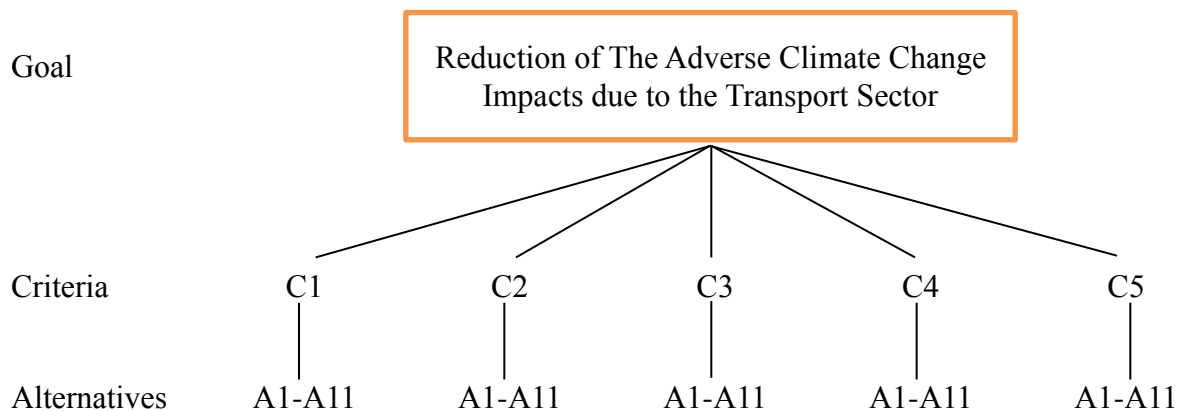 Goal
Reduction of The Adverse Climate Change
Impacts due to the Transport Sector
Criteria
C1
C2
C3
C4
C5
Alternatives
A1-A11
A1-A11
A1-A11
A1-A11
A1-A11